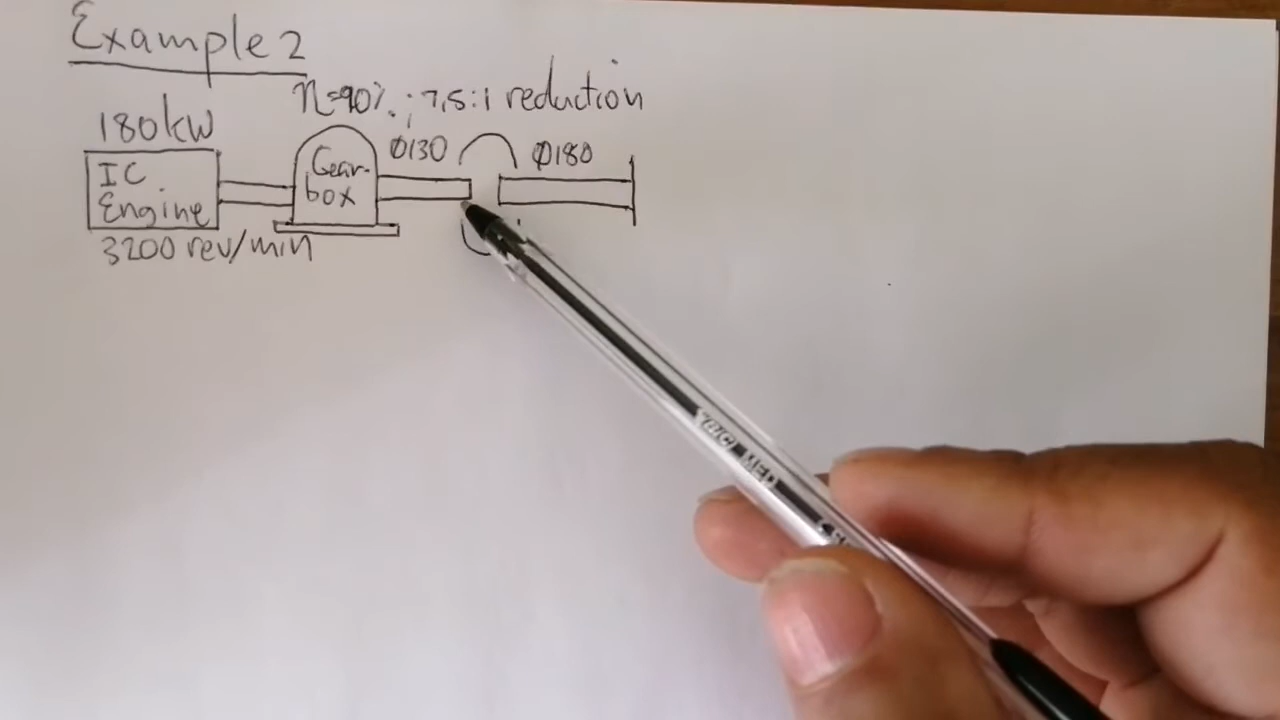 Example 2
η=90% ; 7,5:1 reduction
180kW
Ø130
Ø180
IC
Engine
Gear-
box
3200 rev/min